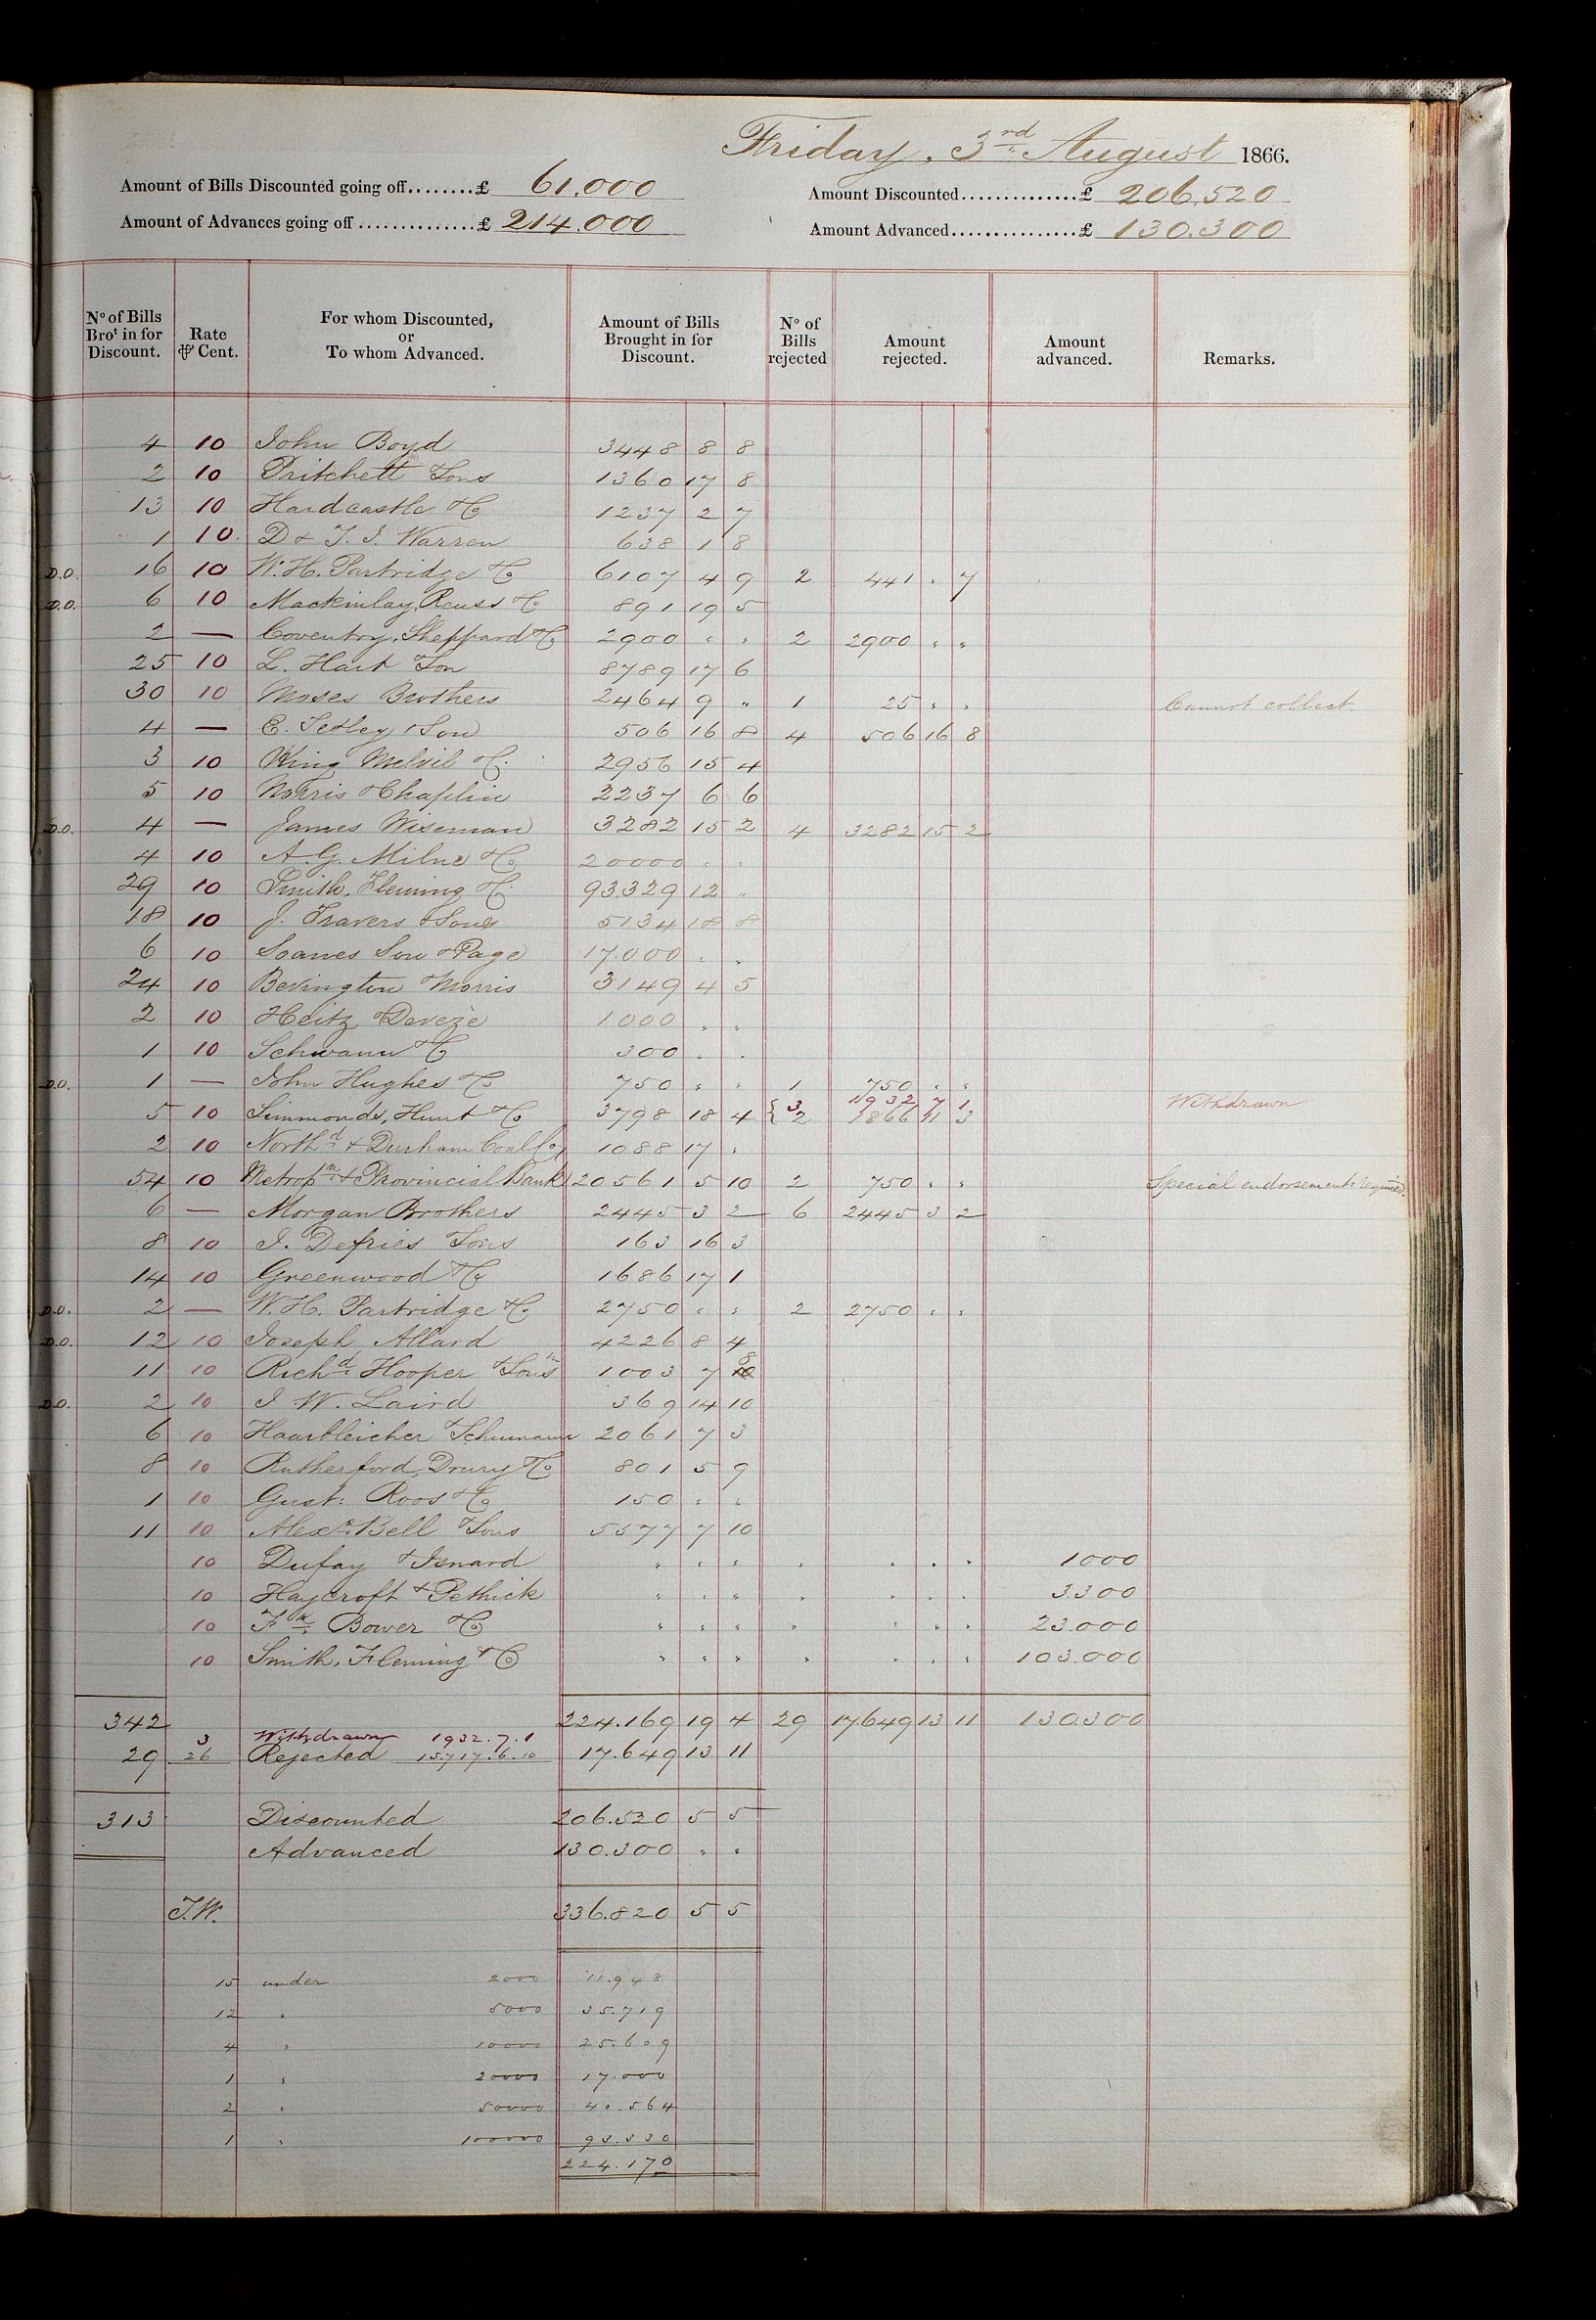 Friday, 3rd August 1866.
Amount of Bills Discounted going off........£ 61.000 Amount Discounted..............£ 206.520
Amount of Advances going off ..............£ 214.000 Amount Advanced...............£ 130.300
No of Bills Brot in for Discount. Rate ⅌ Cent. For whom Discounted, or To whom Advanced. Amount of Bills Brought in for Discount. No of Bills rejected Amount rejected. Amount advanced. Remarks.
4 10 John Boyd 3448 8 8
2 10 Pritchett & Sons 1360 17 8
13 10 Hardcastle & Co 1237 2 7
1 10 D & T. J. Warren 638 1 8
D.O. 16 10 W. H. Partridge & Co 6107 4 9 2 441 . 7
D.O. 6 10 Mackinlay, Reuss & Co 891 19 5
2 — Coventry, Sheppard & Co 2900 " " 2 2900 " "
25 10 L. Hart & Son 8789 17 6
30 10 Moses Brothers 2464 9 " 1 25 " " Cannot collect.
4 — E. Setley & Son 506 16 8 4 506 16 8
3 10 King Melvil & Co 2956 15 4
5 10 Norris & Chaplin 2237 6 6
D.O. 4 — James Wiseman 3282 15 2 4 3282 15 2
4 10 A. G. Milne & Co 20000 " "
29 10 Smith, Fleming & Co 93.329 12 "
18 10 J. Travers & Sons 5134 18 8
6 10 Soames Son & Page 17.000 " "
24 10 Bevington & Morris 3149 4 5
2 10 Heitz & Deveze 1000 " "
1 10 Schwann & Co 300 " "
D.O. 1 — John Hughes & Co 750 " " 1 750 " "
5 10 Simmonds, Hunt & Co 3798 18 4 { 3 1932 7 1 Withdrawn
2 1866 11 3
2 10 Northd & Durham Coal Co 1088 17 "
54 10 Metropn & Provincial Bank 20561 5 10 2 750 " " Special endorsements required.
6 — Morgan Brothers 2445 3 2 6 2445 3 2
8 10 J. Defries & Sons 163 16 3
14 10 Greenwood & Co 1686 17 1
D.O. 2 — W. H. Partridge & Co 2750 " " 2 2750 " "
D.O. 12 10 Joseph Allard 4226 8 4
11 10 Richd Hooper & Sons 1003 7 8
D.O. 2 10 J. W. Laird 369 14 10
6 10 Haarbleicher & Schumann 2061 7 3
8 10 Rutherford, Drury & Co 801 5 9
1 10 Gust: Roos & Co 150 " "
11 10 Alexr Bell & Sons 5577 7 10
10 Dufay & Isnard " " " " " " " 1000
10 Haycroft & Pethick " " " " " " " 3300
10 Fk Bower & Co " " " " " " " 23.000
10 Smith, Fleming & Co " " " " " " " 103.000
342 224.169 19 4 29 17.649 13 11 130.300
3 Withdrawn 1932.7.1
29 26 Rejected 15.717.6.10 17.649 13 11
313 Discounted 206.520 5 5
Advanced 130.300 " "
J.W. 336.820 5 5
15 under 2000 11.948
12 " 5000 35.719
4 " 10000 25.609
1 " 20000 17.000
2 " 50000 40.564
1 " 100000 93.330
224.170